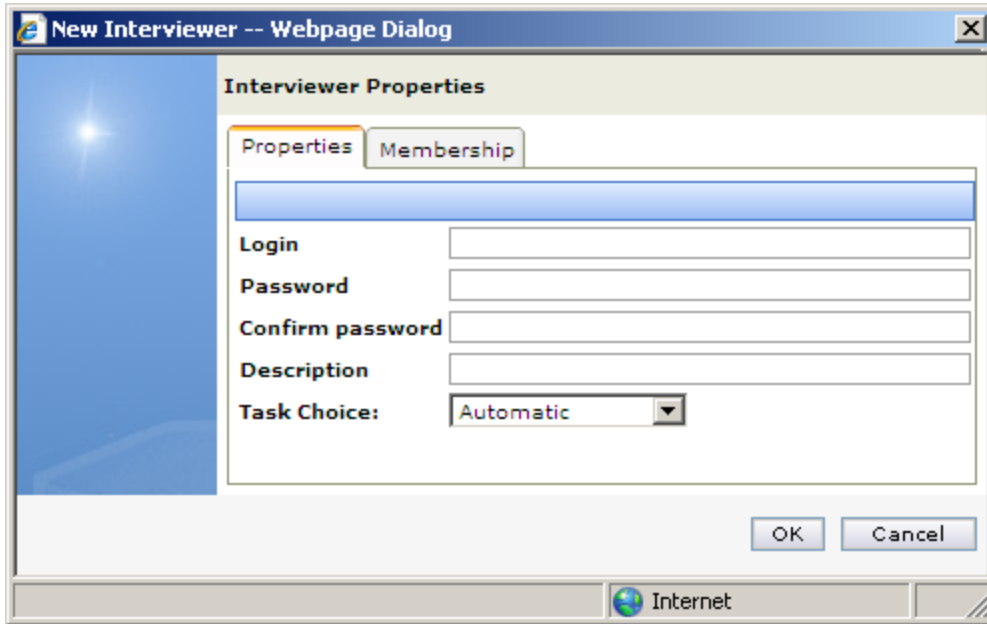 New Interviewer -- Webpage Dialog
Interviewer Properties
Properties Membership
Login
Password
Confirm password
Description
Task Choice: Automatic
OK Cancel
Internet